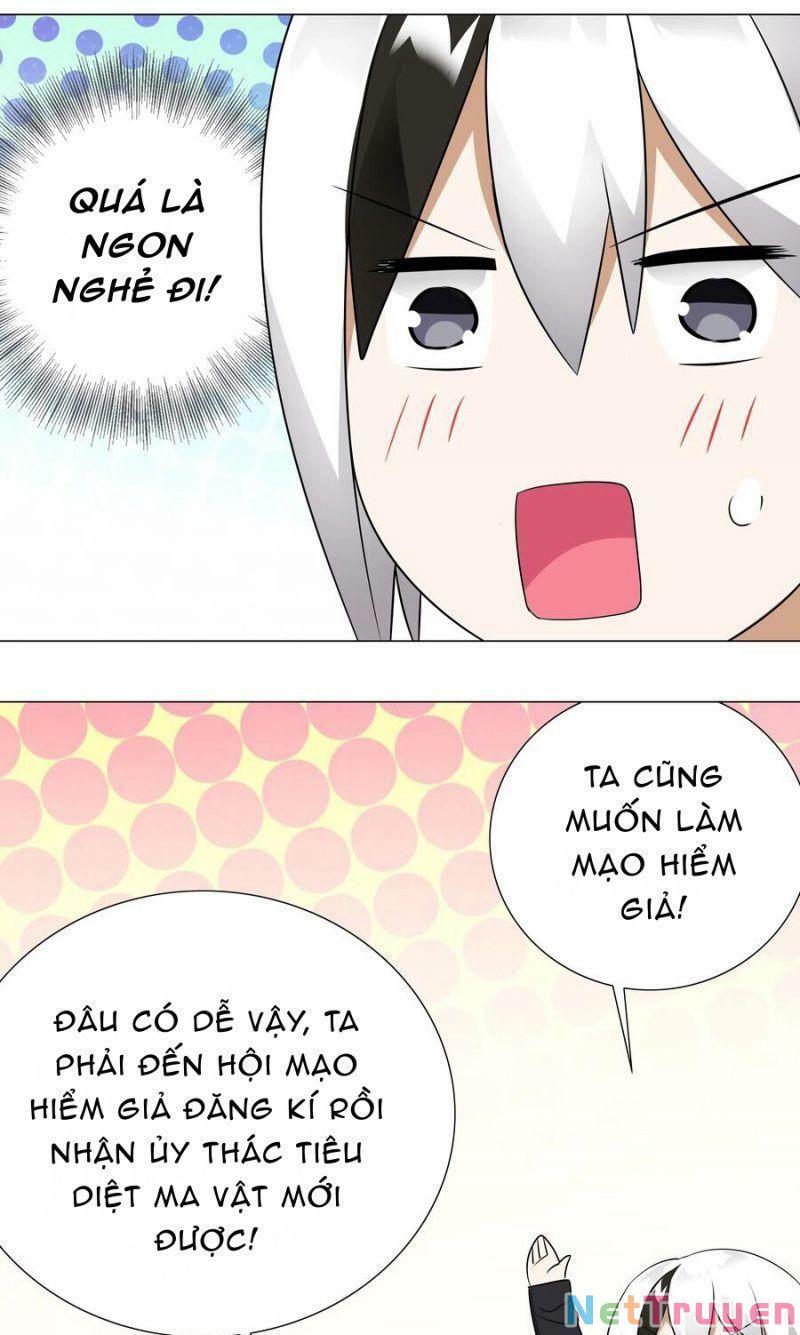 QUÁ LÀ
NGON
NGHẺ ĐI!
TA CŨNG
MUỐN LÀM
MẠO HIỂM
GIẢ!
ĐÂU CÓ DỄ VẬY, TA
PHẢI ĐẾN HỘI MẠO
HIỂM GIẢ ĐĂNG KÍ RỒI
NHẬN ỦY THÁC TIÊU
DIỆT MA VẬT MỚI
ĐƯỢC!
NetTruyen